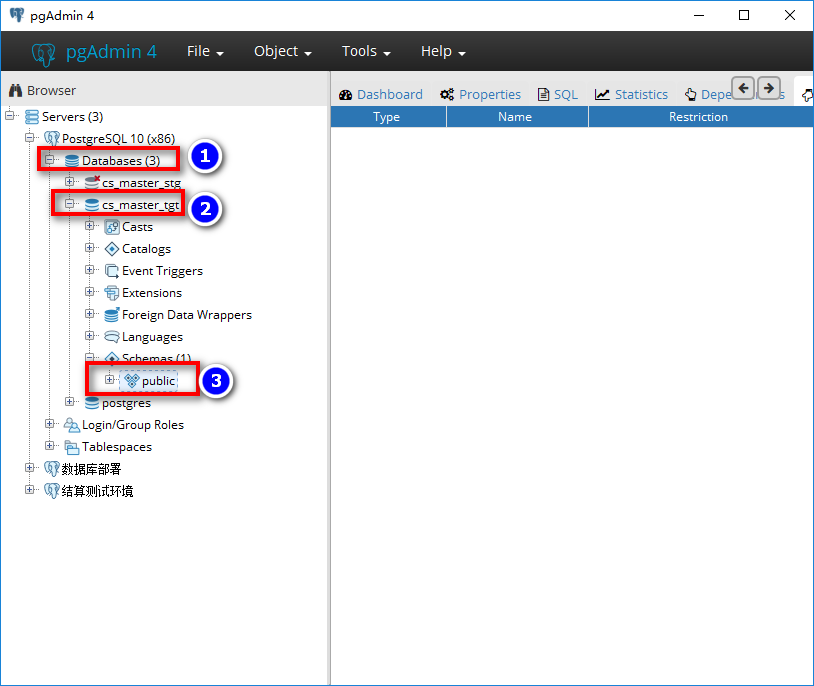 pgAdmin 4
pgAdmin 4 File Object Tools Help
Browser
Dashboard Properties SQL Statistics
Type Name Restriction
Servers (3)
PostgreSQL 10 (x86)
Databases (3) 1
cs_master_stg
cs_master_tgt 2
Casts
Catalogs
Event Triggers
Extensions
Foreign Data Wrappers
Languages
Schemas (1)
public 3
postgres
Login/Group Roles
Tablespaces
数据库部署
结算测试环境